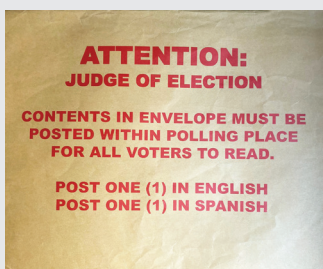 ATTENTION:
JUDGE OF ELECTION
CONTENTS IN ENVELOPE MUST BE
POSTED WITHIN POLLING PLACE
FOR ALL VOTERS TO READ.
POST ONE (1) IN ENGLISH
POST ONE (1) IN SPANISH